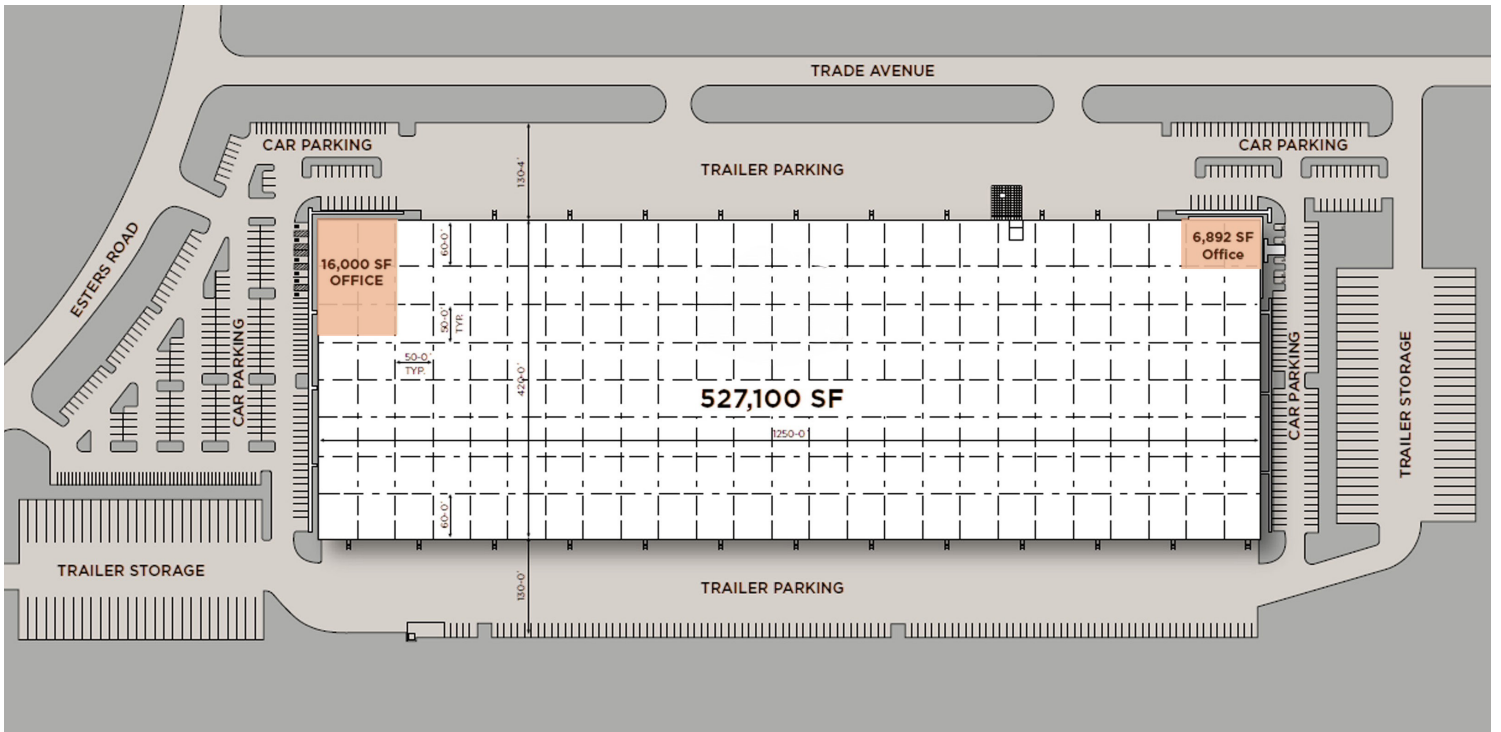 TRADE AVENUE
CAR PARKING
CAR PARKING
TRAILER PARKING
130-4'
16,000 SF
OFFICE
6,892 SF
Office
60-0'
ESTERS ROAD
50-0'
TYP.
50-0'
TYP.
CAR PARKING
420-0'
527,100 SF
1250-0'
CAR PARKING
TRAILER STORAGE
60-0'
TRAILER STORAGE
130-0'
TRAILER PARKING